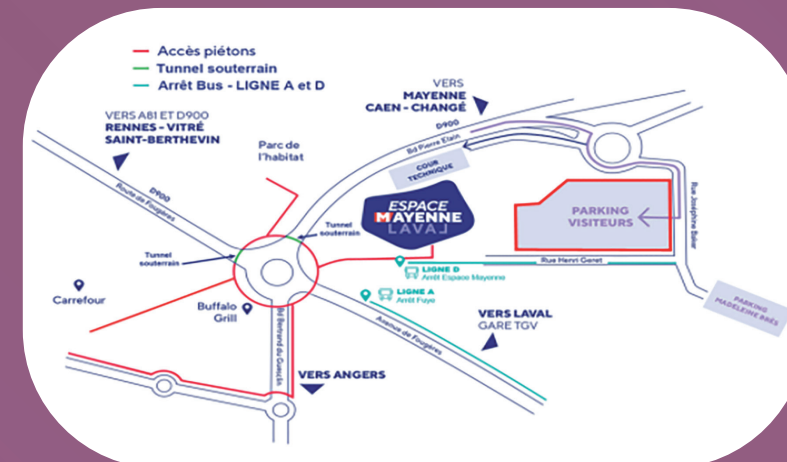 Accès piétons
Tunnel souterrain
Arrêt Bus - LIGNE A et D
VERS
MAYENNE
CAEN - CHANGÉ
VERS A81 ET D900
RENNES - VITRÉ
SAINT-BERTHEVIN
D900
Bd Pierre Elain
Parc de
l'habitat
COUR
TECHNIQUE
D900
Route de Fougères
ESPACE
MAYENNE
LAVAL
PARKING
VISITEURS
Rue Joséphine Baker
Tunnel
souterrain
Tunnel
souterrain
Rue Henri Geret
LIGNE D
Arrêt Espace Mayenne
LIGNE A
Arrêt Fuye
Carrefour
Buffalo
Grill
PARKING
MADELEINE BRÈS
Bd Bertrand du Guesclin
Avenue de Fougères
VERS LAVAL
GARE TGV
VERS ANGERS